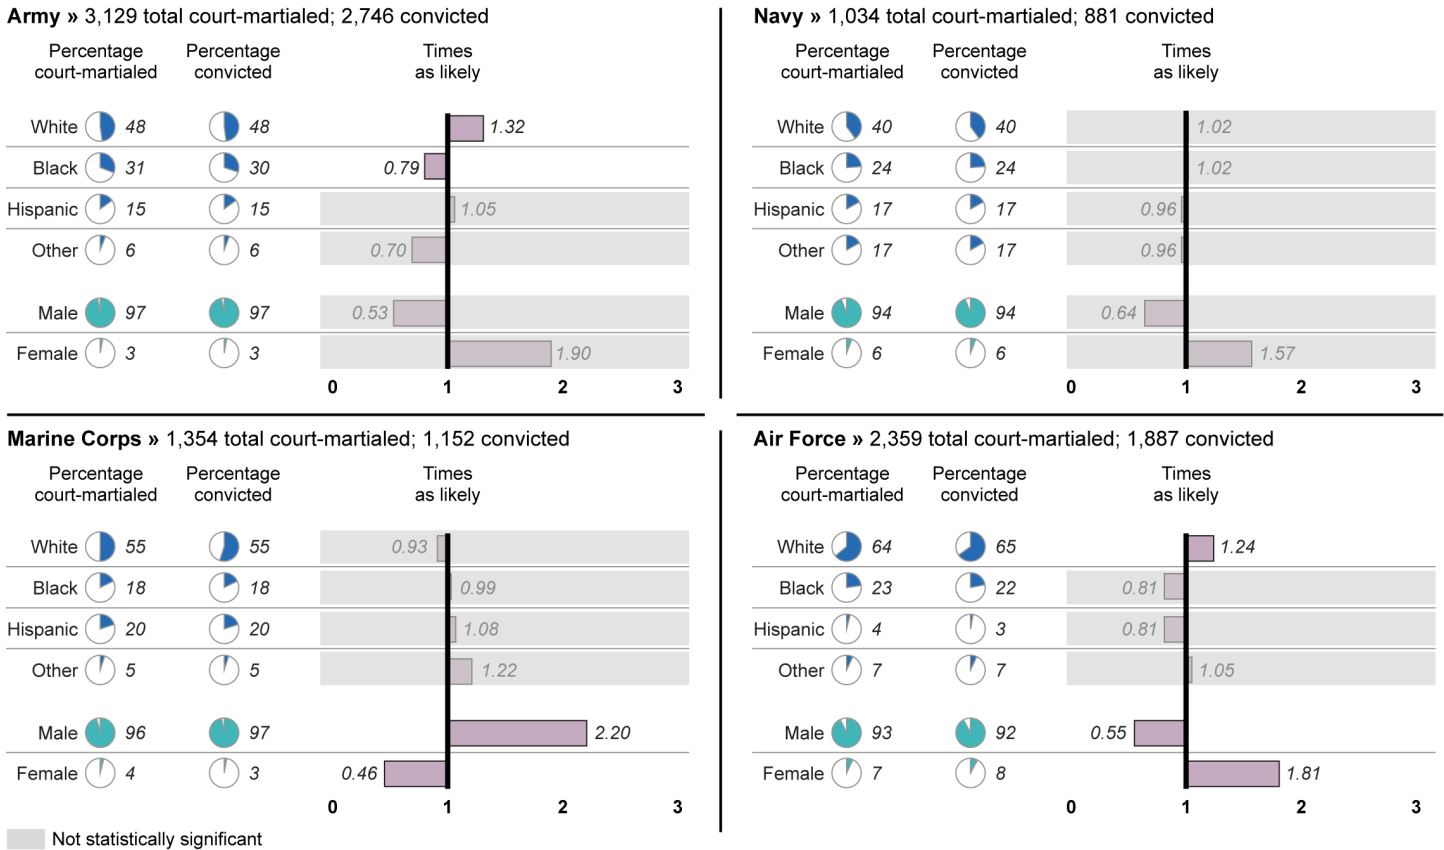 Army » 3,129 total court-martialed; 2,746 convicted
Percentage court-martialed
Percentage convicted
Times as likely
White 48 48 1.32
Black 31 30 0.79
Hispanic 15 15 1.05
Other 6 6 0.70
Male 97 97 0.53
Female 3 3 1.90
0 1 2 3
Navy » 1,034 total court-martialed; 881 convicted
Percentage court-martialed
Percentage convicted
Times as likely
White 40 40 1.02
Black 24 24 1.02
Hispanic 17 17 0.96
Other 17 17 0.96
Male 94 94 0.64
Female 6 6 1.57
0 1 2 3
Marine Corps » 1,354 total court-martialed; 1,152 convicted
Percentage court-martialed
Percentage convicted
Times as likely
White 55 55 0.93
Black 18 18 0.99
Hispanic 20 20 1.08
Other 5 5 1.22
Male 96 97 2.20
Female 4 3 0.46
0 1 2 3
Air Force » 2,359 total court-martialed; 1,887 convicted
Percentage court-martialed
Percentage convicted
Times as likely
White 64 65 1.24
Black 23 22 0.81
Hispanic 4 3 0.81
Other 7 7 1.05
Male 93 92 0.55
Female 7 8 1.81
0 1 2 3
Not statistically significant